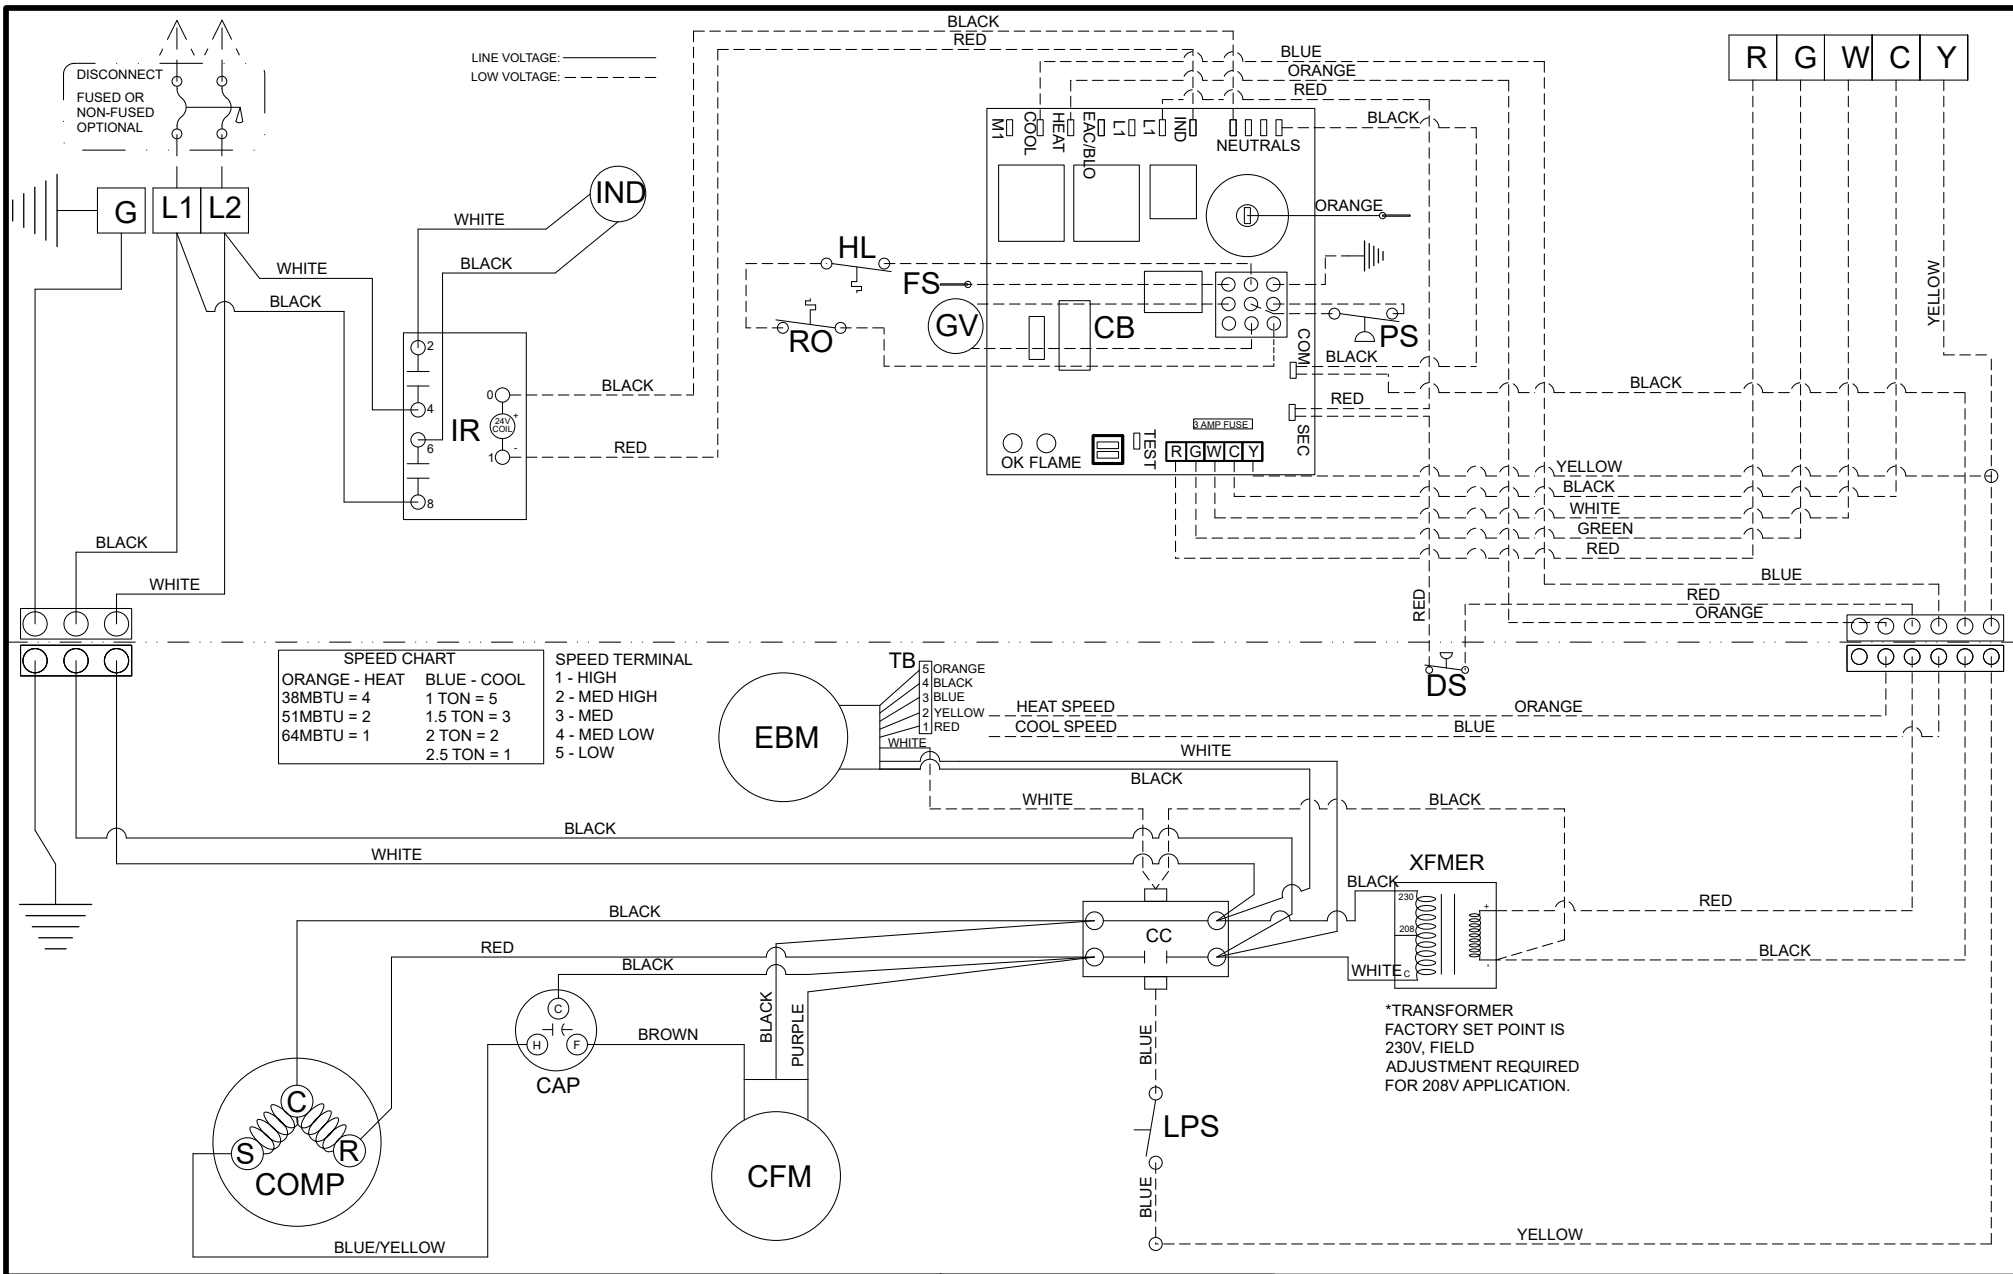 BLACK
RED
LINE VOLTAGE:
LOW VOLTAGE:
DISCONNECT
FUSED OR
NON-FUSED
OPTIONAL
BLUE
ORANGE
RED
R G W C Y
M1 COOL HEAT EAC/BLO L1 L1 IND
NEUTRALS
BLACK
G L1 L2
IND
WHITE
BLACK
WHITE
BLACK
ORANGE
HL
FS
GV
RO
CB
PS
COM
BLACK
YELLOW
2
4
6
8
IR
0
24V
COIL
+
-
1
BLACK
RED
BLACK
RED
SEC
3 AMP FUSE
OK FLAME
TEST
R G W C Y
YELLOW
BLACK
WHITE
GREEN
RED
BLACK
WHITE
BLUE
RED
ORANGE
RED
DS
SPEED CHART
ORANGE - HEAT BLUE - COOL
38MBTU = 4 1 TON = 5
51MBTU = 2 1.5 TON = 3
64MBTU = 1 2 TON = 2
2.5 TON = 1
SPEED TERMINAL
1 - HIGH
2 - MED HIGH
3 - MED
4 - MED LOW
5 - LOW
EBM
TB
5 ORANGE
4 BLACK
3 BLUE
2 YELLOW
1 RED
WHITE
HEAT SPEED
ORANGE
COOL SPEED
BLUE
WHITE
BLACK
WHITE
BLACK
BLACK
WHITE
XFMER
BLACK
230
208
C
+
-
WHITE
RED
BLACK
*TRANSFORMER
FACTORY SET POINT IS
230V, FIELD
ADJUSTMENT REQUIRED
FOR 208V APPLICATION.
CC
BLACK
RED
BLACK
C
H
F
CAP
BROWN
BLACK
PURPLE
CFM
C
S
R
COMP
BLUE/YELLOW
BLUE
LPS
BLUE
YELLOW